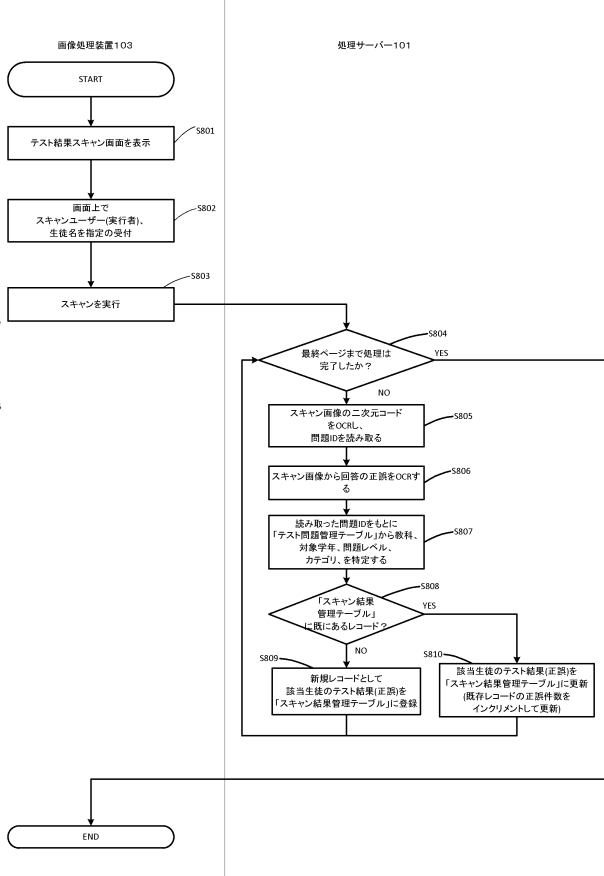 画像処理装置103
処理サーバー101
START
S801
テスト結果スキャン画面を表示
S802
画面上で
スキャンユーザー(実行者)、
生徒名を指定の受付
S803
スキャンを実行
S804
最終ページまで処理は
完了したか？
YES
NO
S805
スキャン画像の二次元コード
をOCRし、
問題IDを読み取る
S806
スキャン画像から回答の正誤をOCRす
る
S807
読み取った問題IDをもとに
「テスト問題管理テーブル」から教科、
対象学年、問題レベル、
カテゴリ、を特定する
S808
「スキャン結果
管理テーブル」
に既にあるレコード？
YES
NO
S809
新規レコードとして
該当生徒のテスト結果(正誤)を
「スキャン結果管理テーブル」に登録
S810
該当生徒のテスト結果(正誤)を
「スキャン結果管理テーブル」に更新
(既存レコードの正誤件数を
インクリメントして更新)
END